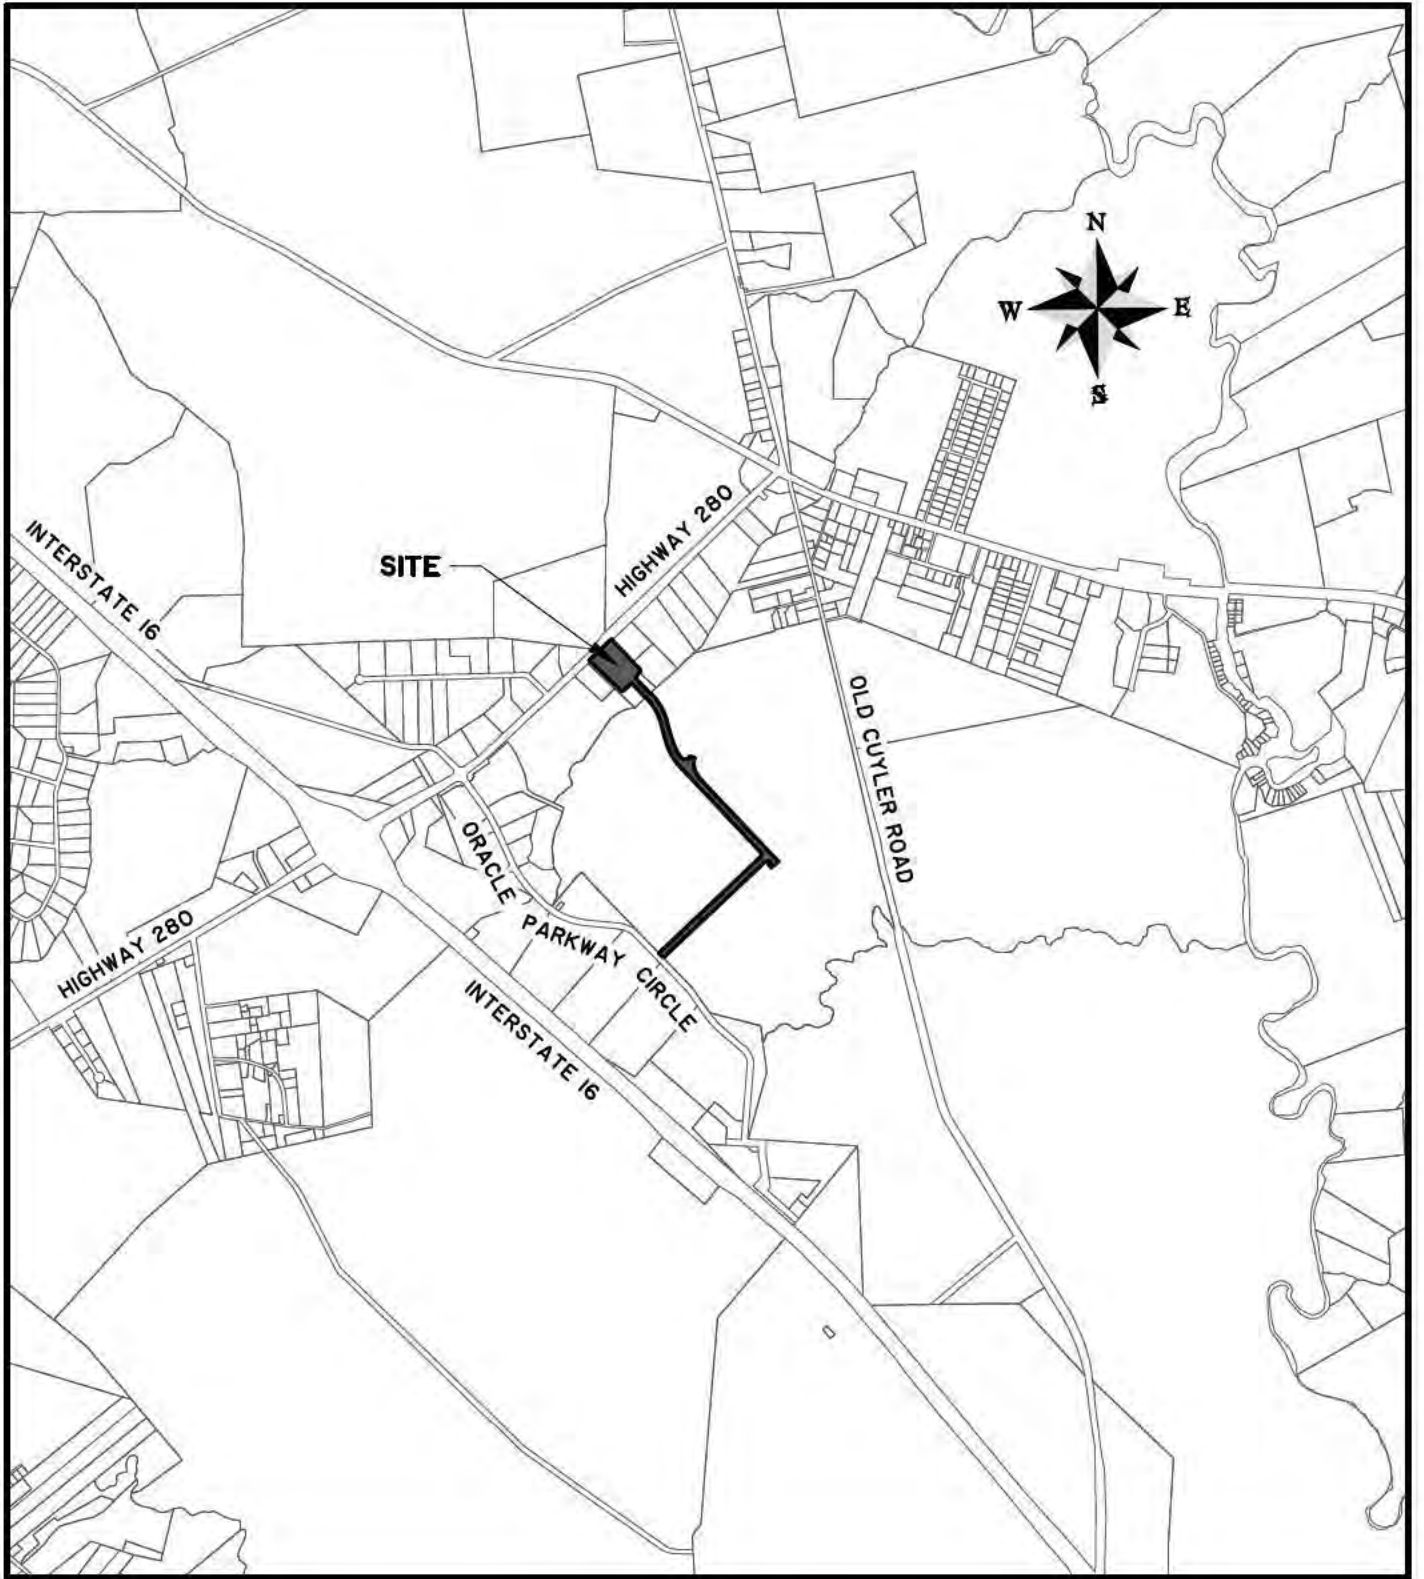 N
W
E
S
HIGHWAY 280
INTERSTATE 16
SITE
OLD CUYLER ROAD
ORACLE PARKWAY CIRCLE
HIGHWAY 280
INTERSTATE 16